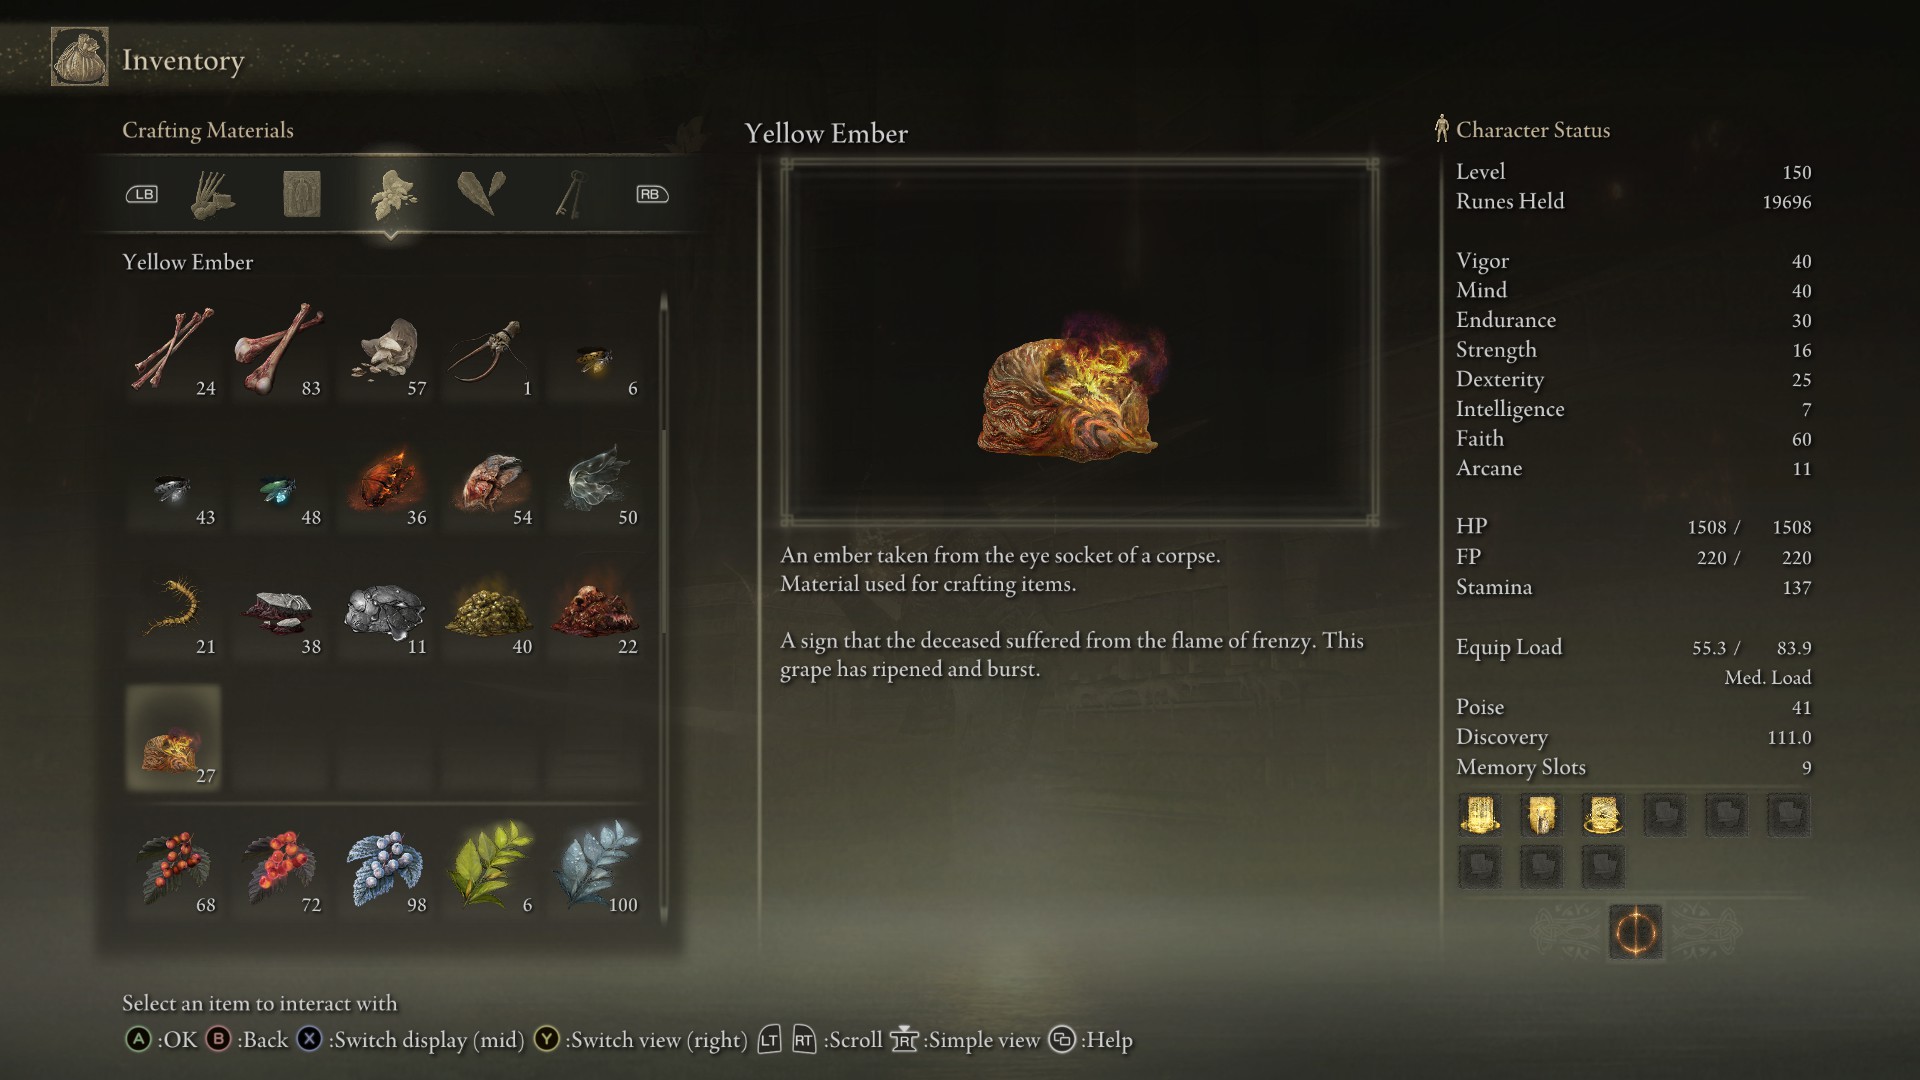 Inventory
Crafting Materials
LB
RB
Yellow Ember
24 83 57 1 6
43 48 36 54 50
21 38 11 40 22
27
68 72 98 6 100
Yellow Ember
An ember taken from the eye socket of a corpse.
Material used for crafting items.
A sign that the deceased suffered from the flame of frenzy. This
grape has ripened and burst.
Character Status
Level 150
Runes Held 19696
Vigor 40
Mind 40
Endurance 30
Strength 16
Dexterity 25
Intelligence 7
Faith 60
Arcane 11
HP 1508 / 1508
FP 220 / 220
Stamina 137
Equip Load 55.3 / 83.9
Med. Load
Poise 41
Discovery 111.0
Memory Slots 9
Select an item to interact with
A :OK B :Back X :Switch display (mid) Y :Switch view (right) LT RT :Scroll R :Simple view :Help